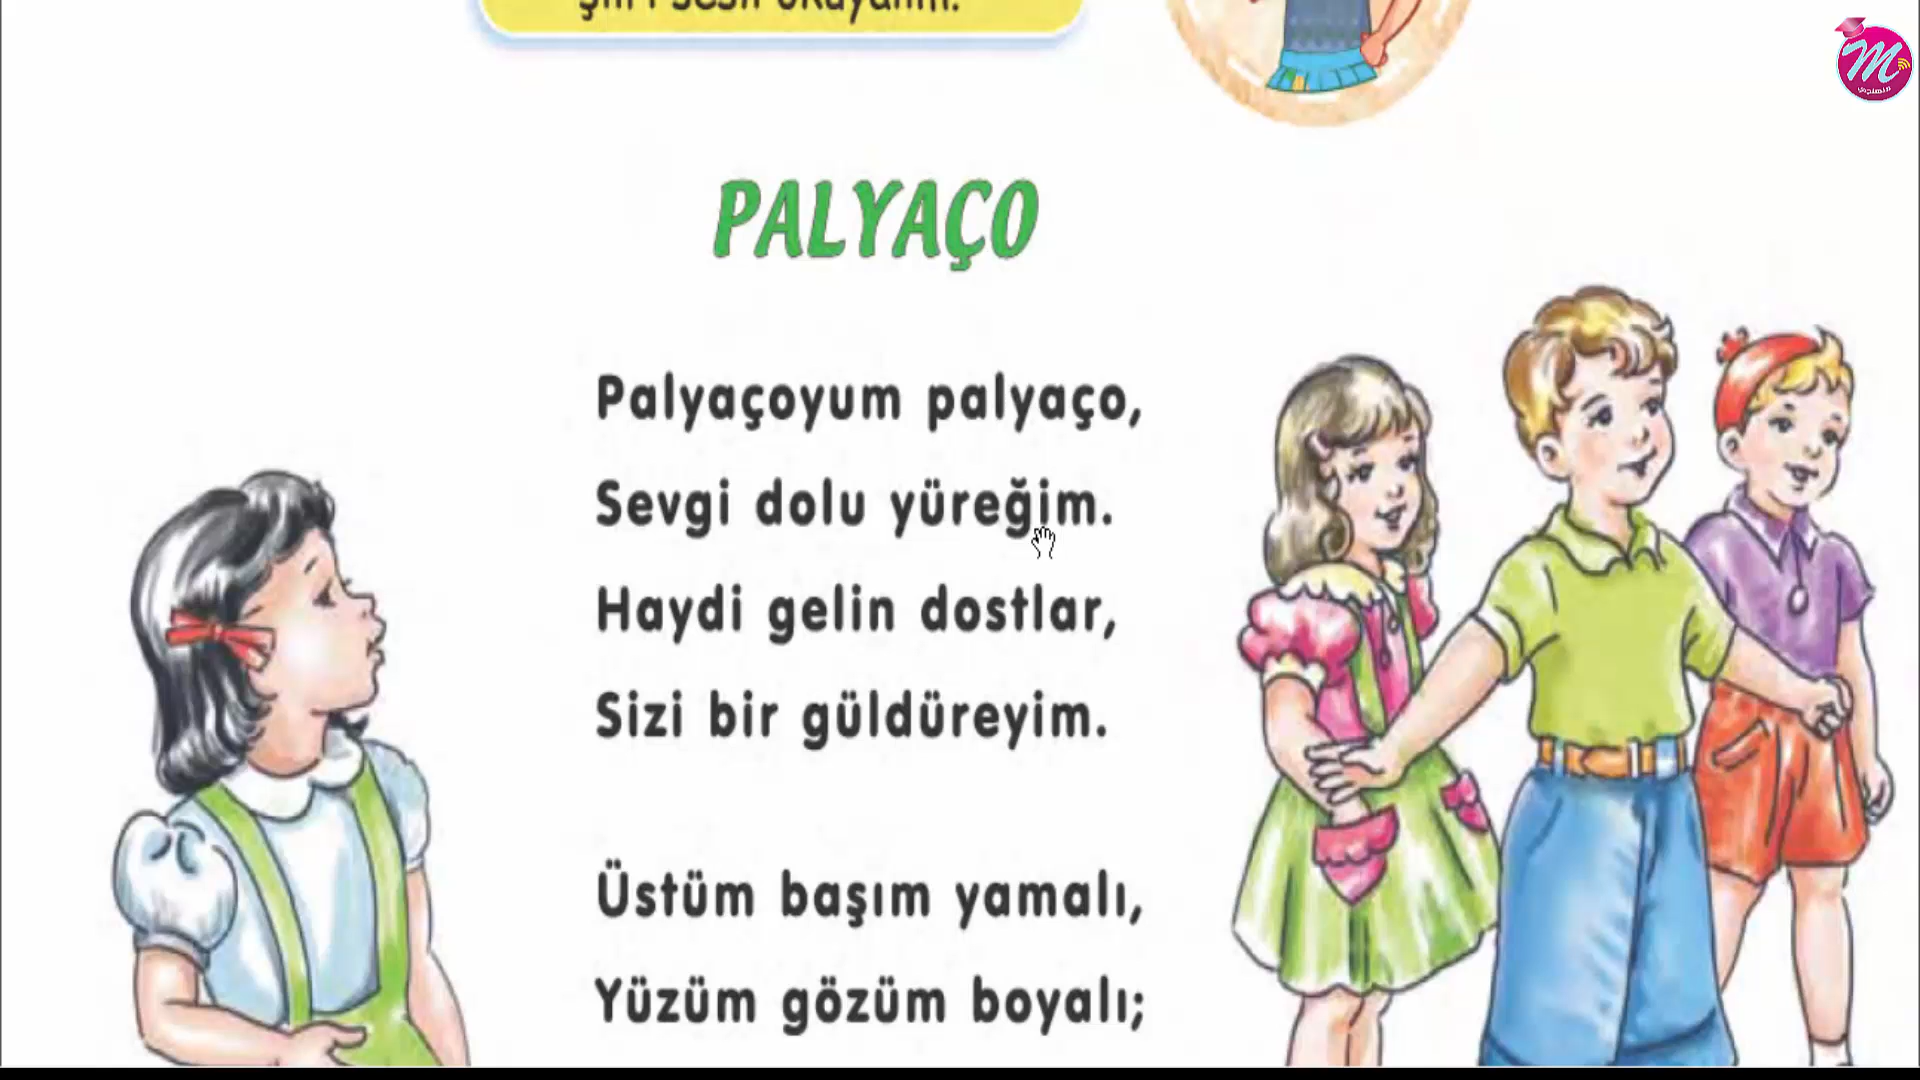 PALYAÇO
Palyaçoyum palyaço,
Sevgi dolu yüreğim.
Haydi gelin dostlar,
Sizi bir güldüreyim.
Üstüm başım yamalı,
Yüzüm gözüm boyalı;